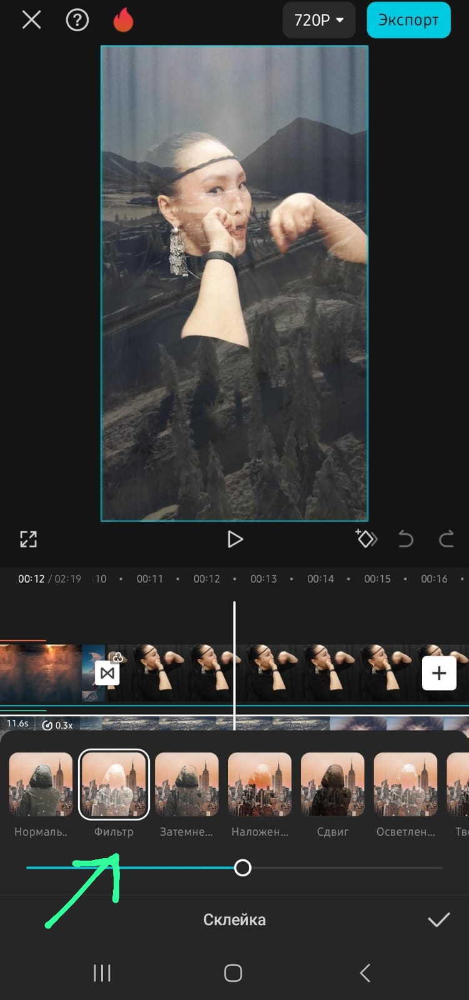 720P
Экспорт
00:12 / 02:19 :10 00:11 00:12 00:13 00:14 00:15 00:16
11.6s 0.3x
Нормаль.. Фильтр Затемне... Наложен... Сдвиг Осветлен... Тв
Склейка